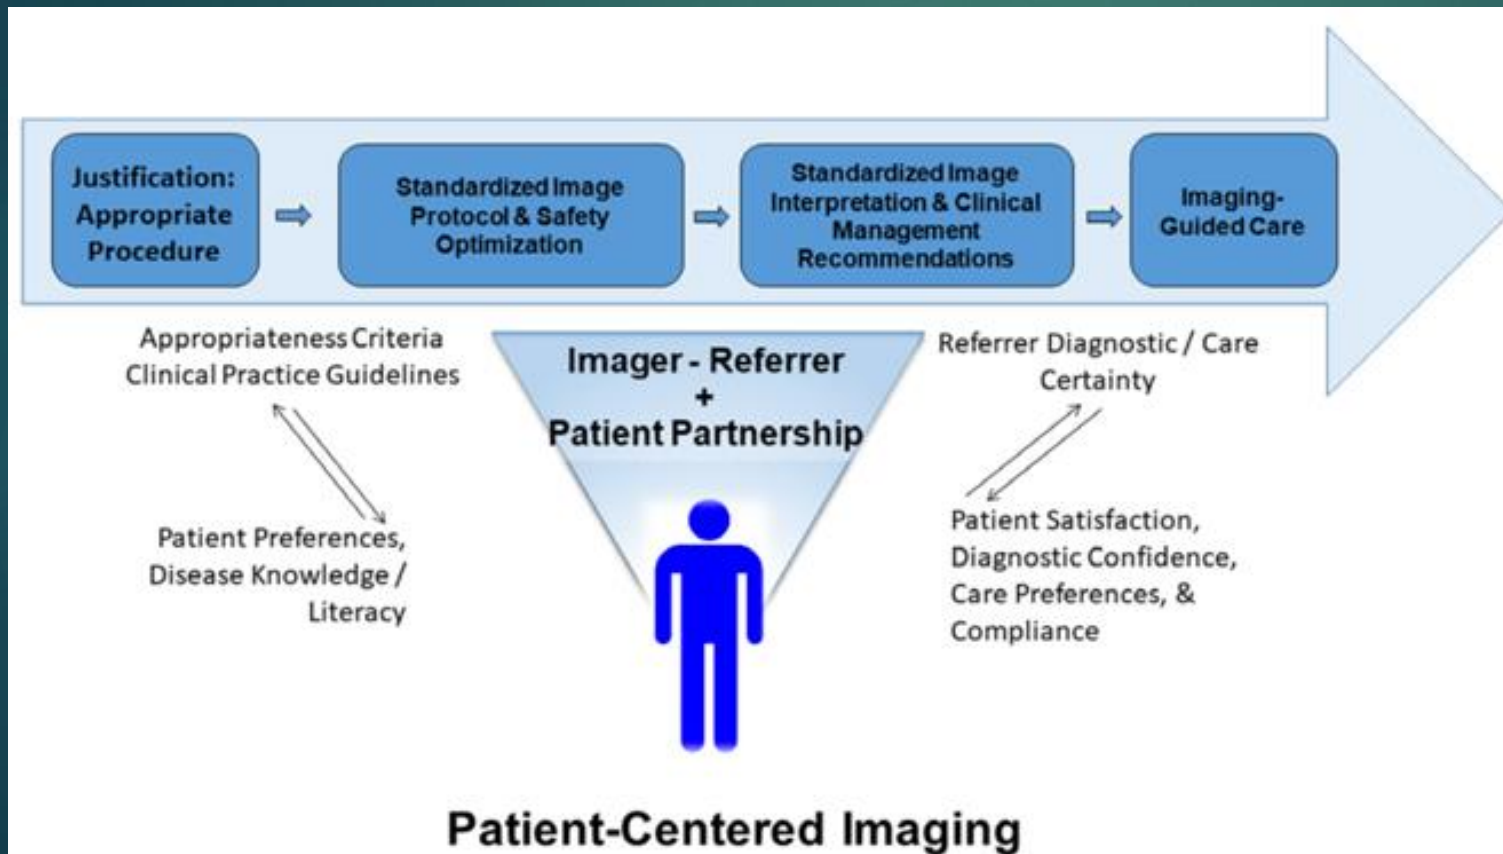 Justification:
Appropriate
Procedure
Standardized Image
Protocol & Safety
Optimization
Standardized Image
Interpretation & Clinical
Management
Recommendations
Imaging-
Guided Care
Appropriateness Criteria
Clinical Practice Guidelines
Imager - Referrer
+
Patient Partnership
Referrer Diagnostic / Care
Certainty
Patient Preferences,
Disease Knowledge /
Literacy
Patient Satisfaction,
Diagnostic Confidence,
Care Preferences, &
Compliance
Patient-Centered Imaging